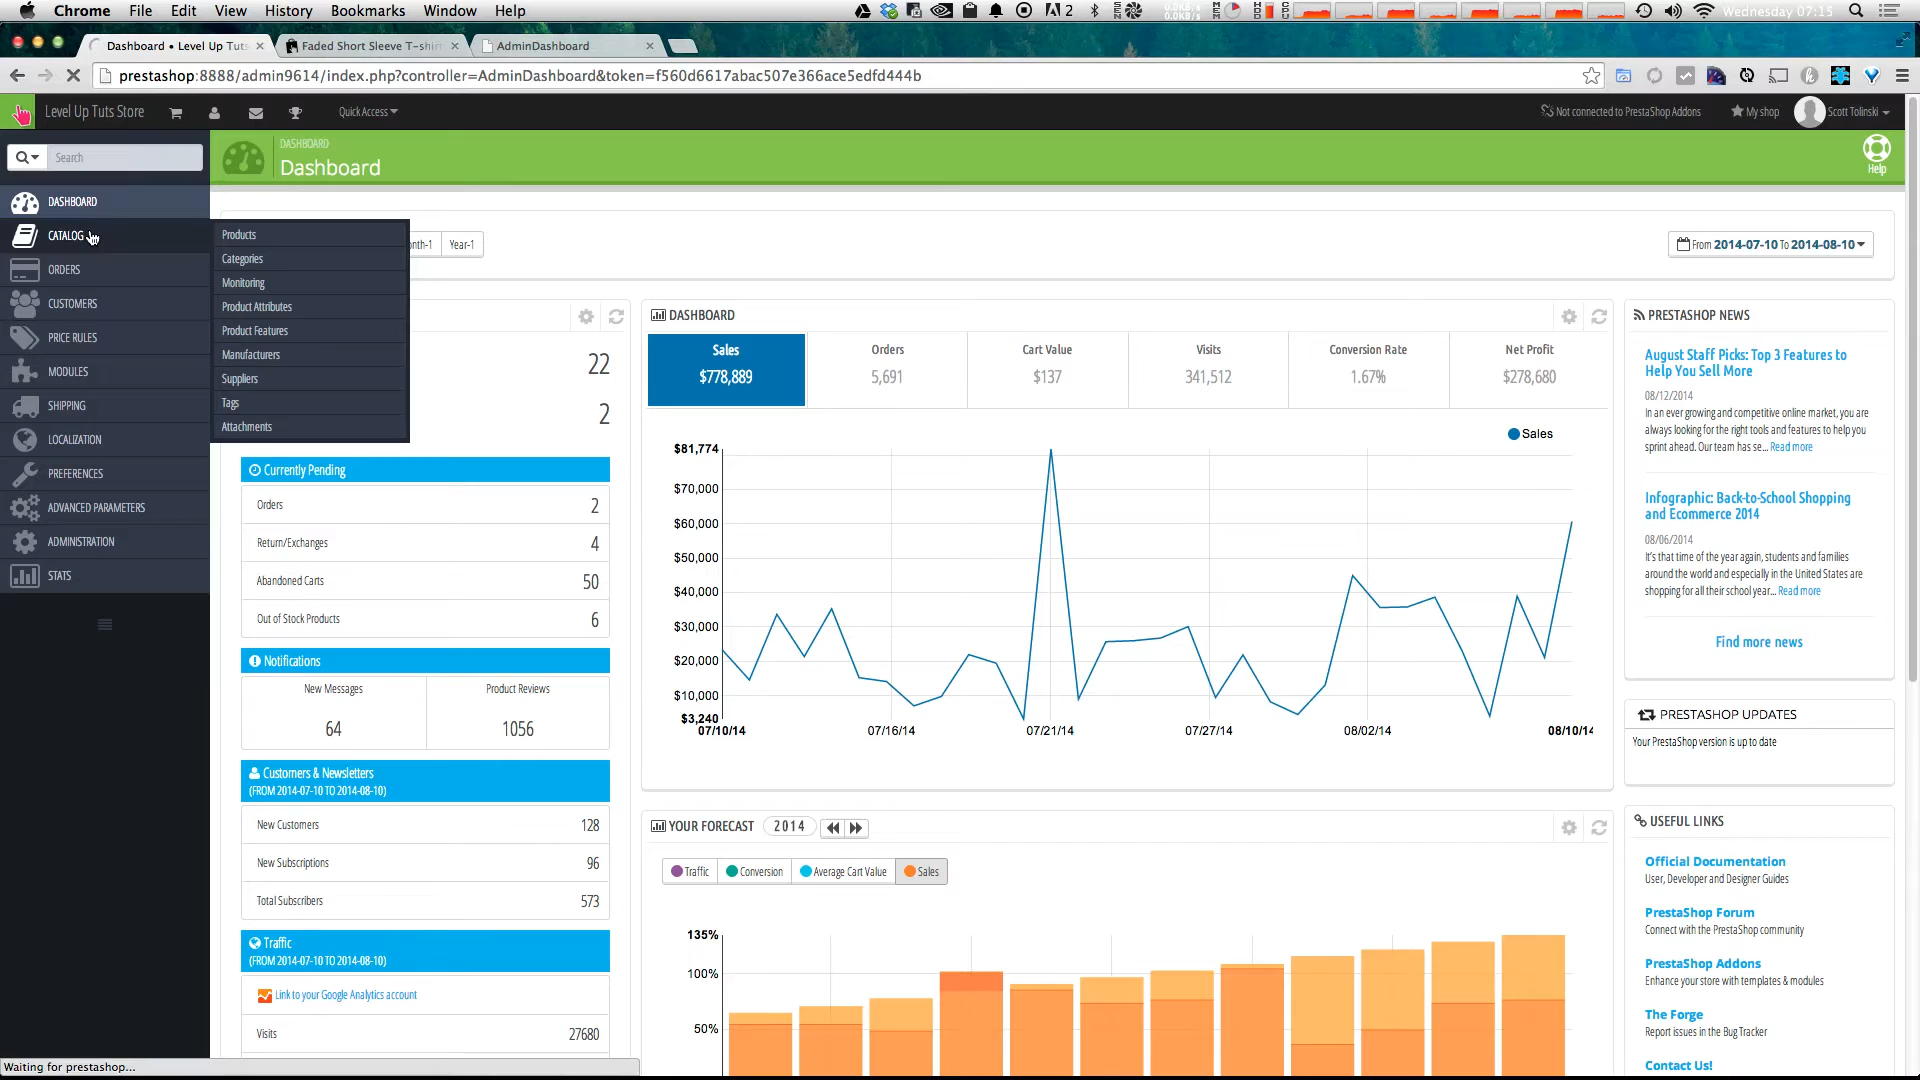 Chrome File Edit View History Bookmarks Window Help
2
Wednesday 07:15
Dashboard • Level Up Tuts
Faded Short Sleeve T-shir
AdminDashboard
prestashop:8888/admin9614/index.php?controller=AdminDashboard&token=f560d6617abac507e366ace5edfd444b
Level Up Tuts Store
Quick Access
Not connected to PrestaShop Addons
My shop
Scott Tolinski
Search
DASHBOARD
Dashboard
Help
DASHBOARD
CATALOG
ORDERS
CUSTOMERS
PRICE RULES
MODULES
SHIPPING
LOCALIZATION
PREFERENCES
ADVANCED PARAMETERS
ADMINISTRATION
STATS
Products
Categories
Monitoring
Product Attributes
Product Features
Manufacturers
Suppliers
Tags
Attachments
onth-1
Year-1
From 2014-07-10 To 2014-08-10
22
2
Currently Pending
Orders 2
Return/Exchanges 4
Abandoned Carts 50
Out of Stock Products 6
Notifications
New Messages Product Reviews
64 1056
Customers & Newsletters
(FROM 2014-07-10 TO 2014-08-10)
New Customers 128
New Subscriptions 96
Total Subscribers 573
Traffic
(FROM 2014-07-10 TO 2014-08-10)
Link to your Google Analytics account
Visits 27680
DASHBOARD
Sales Orders Cart Value Visits Conversion Rate Net Profit
$778,889 5,691 $137 341,512 1.67% $278,680
Sales
$81,774
$70,000
$60,000
$50,000
$40,000
$30,000
$20,000
$10,000
$3,240
07/10/14 07/16/14 07/21/14 07/27/14 08/02/14 08/10/14
YOUR FORECAST 2014
Traffic Conversion Average Cart Value Sales
135%
100%
50%
PRESTASHOP NEWS
August Staff Picks: Top 3 Features to
Help You Sell More
08/12/2014
In an ever growing and competitive online market, you are
always looking for the right tools and features to help you
sprint ahead. Our team has se... Read more
Infographic: Back-to-School Shopping
and Ecommerce 2014
08/06/2014
It's that time of the year again, students and families
around the world and especially in the United States are
shopping for all their school year... Read more
Find more news
PRESTASHOP UPDATES
Your PrestaShop version is up to date
USEFUL LINKS
Official Documentation
User, Developer and Designer Guides
PrestaShop Forum
Connect with the PrestaShop community
PrestaShop Addons
Enhance your store with templates & modules
The Forge
Report issues in the Bug Tracker
Contact Us!
Waiting for prestashop...